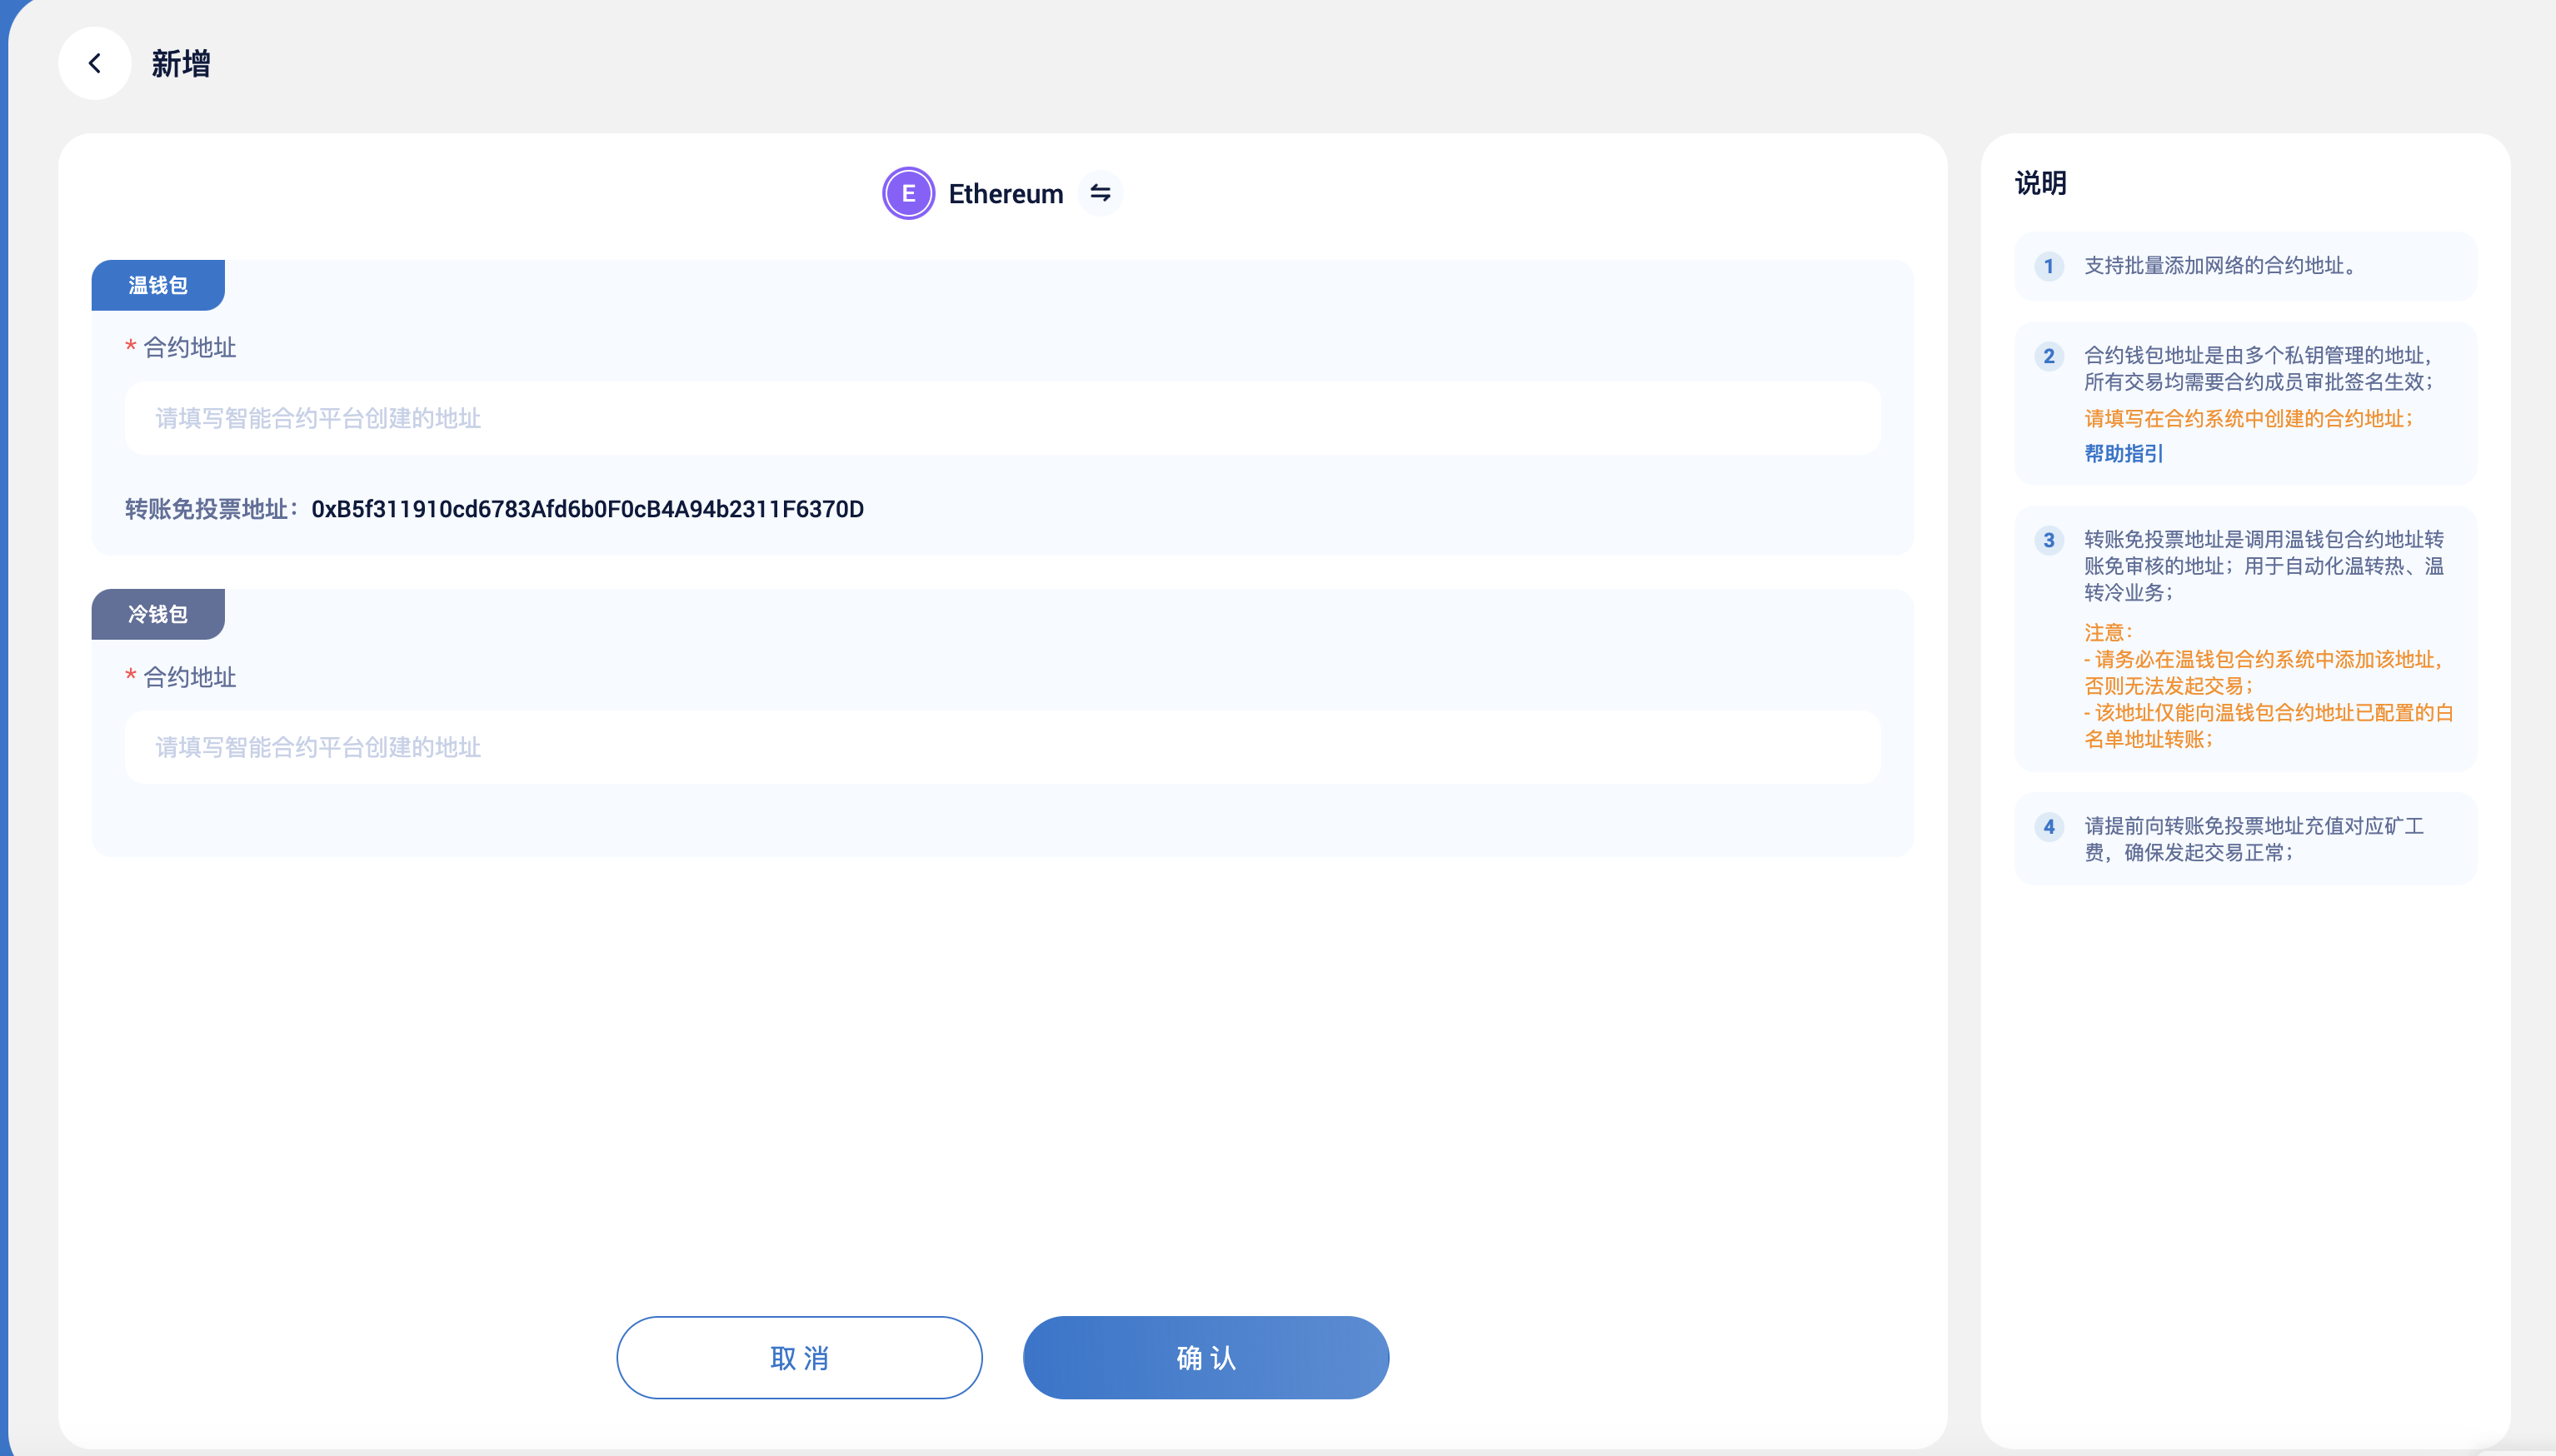 新增
E Ethereum
温钱包
* 合约地址
请填写智能合约平台创建的地址
转账免投票地址：0xB5f311910cd6783Afd6b0F0cB4A94b2311F6370D
冷钱包
* 合约地址
请填写智能合约平台创建的地址
取消
确认
说明
1 支持批量添加网络的合约地址。
2 合约钱包地址是由多个私钥管理的地址，
所有交易均需要合约成员审批签名生效；
请填写在合约系统中创建的合约地址；
帮助指引
3 转账免投票地址是调用温钱包合约地址转
账免审核的地址；用于自动化温转热、温
转冷业务；
注意：
- 请务必在温钱包合约系统中添加该地址，
否则无法发起交易；
- 该地址仅能向温钱包合约地址已配置的白
名单地址转账；
4 请提前向转账免投票地址充值对应矿工
费，确保发起交易正常；